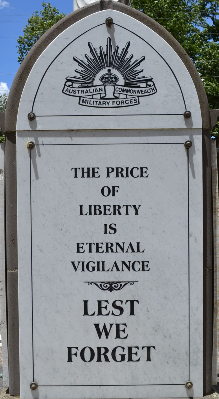 AUSTRALIAN COMMONWEALTH
MILITARY FORCES
THE PRICE
OF
LIBERTY
IS
ETERNAL
VIGILANCE
LEST
WE
FORGET